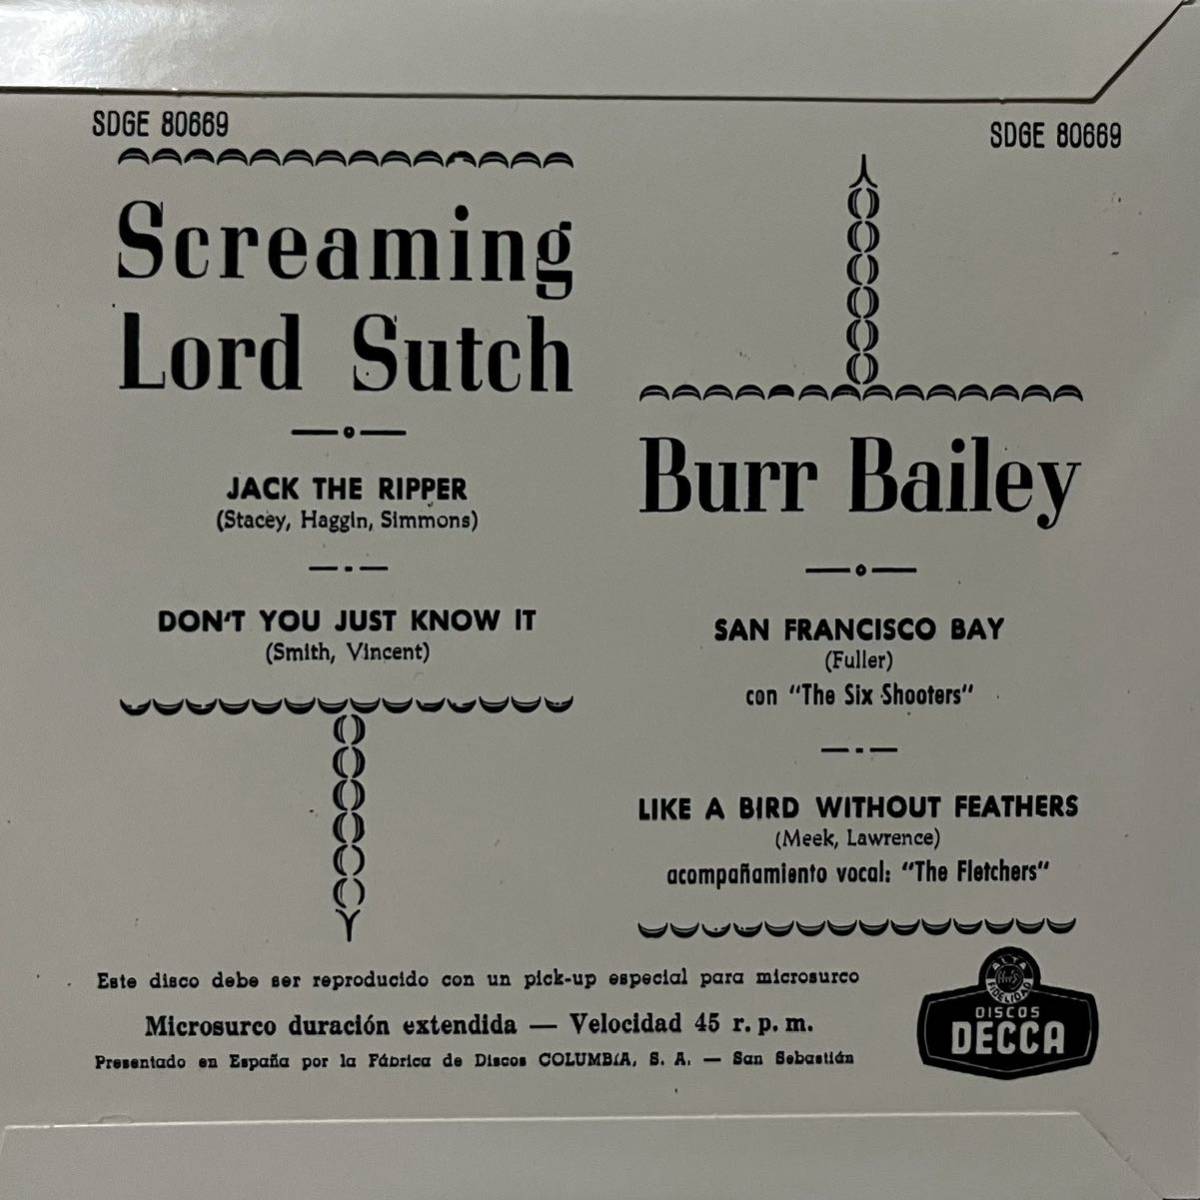 SDGE 80669
SDGE 80669
Screaming
Lord Sutch
JACK THE RIPPER
(Stacey, Haggin, Simmons)
DON'T YOU JUST KNOW IT
(Smith, Vincent)
Burr Bailey
SAN FRANCISCO BAY
(Fuller)
con "The Six Shooters"
LIKE A BIRD WITHOUT FEATHERS
(Meek, Lawrence)
acompañamiento vocal: "The Fletchers"
Este disco debe ser reproducido con un pick-up especial para microsurco
Microsurco duración extendida — Velocidad 45 r. p. m.
Presentado en España por la Fábrica de Discos COLUMBIA, S. A. — San Sebastián
ALTA
FIDELIDAD
DISCOS
DECCA